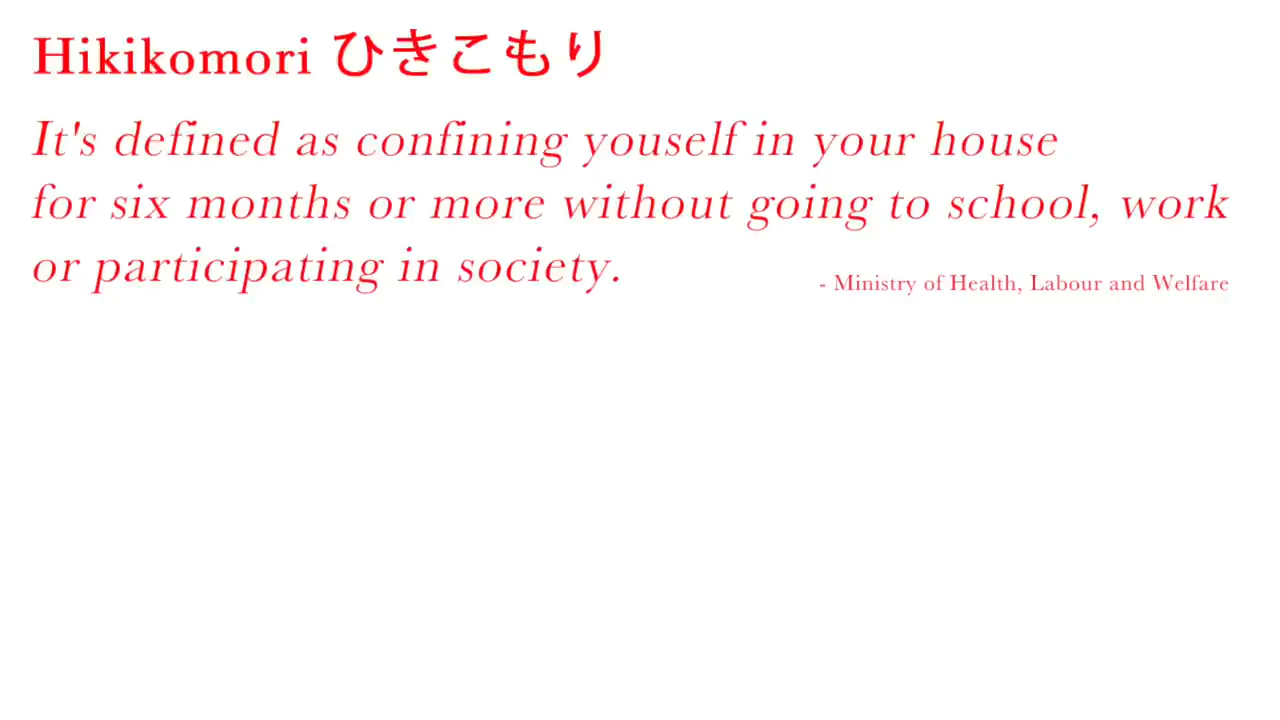 Hikikomori ひきこもり
It's defined as confining youself in your house
for six months or more without going to school, work
or participating in society.
- Ministry of Health, Labour and Welfare